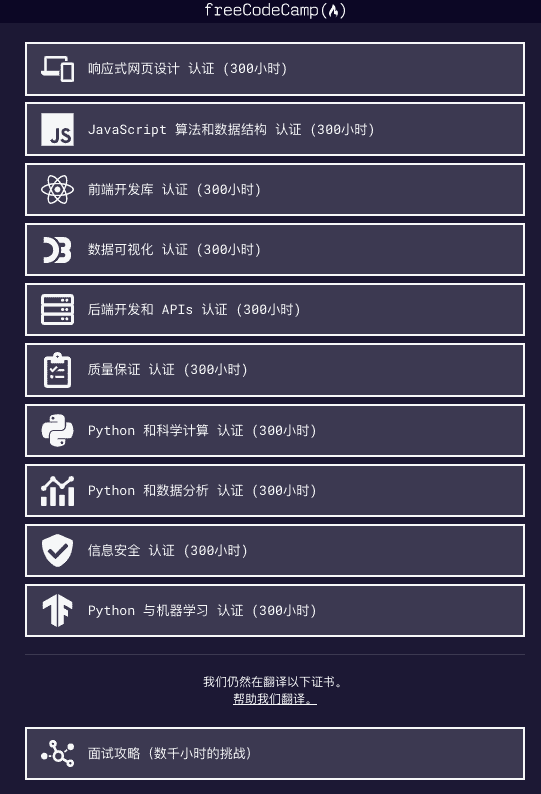 freeCodeCamp(🔥)
响应式网页设计 认证 (300小时)
JS
JavaScript 算法和数据结构 认证 (300小时)
前端开发库 认证 (300小时)
数据可视化 认证 (300小时)
后端开发和 APIs 认证 (300小时)
质量保证 认证 (300小时)
Python 和科学计算 认证 (300小时)
Python 和数据分析 认证 (300小时)
信息安全 认证 (300小时)
Python 与机器学习 认证 (300小时)
我们仍然在翻译以下证书。
帮助我们翻译。
面试攻略（数千小时的挑战）